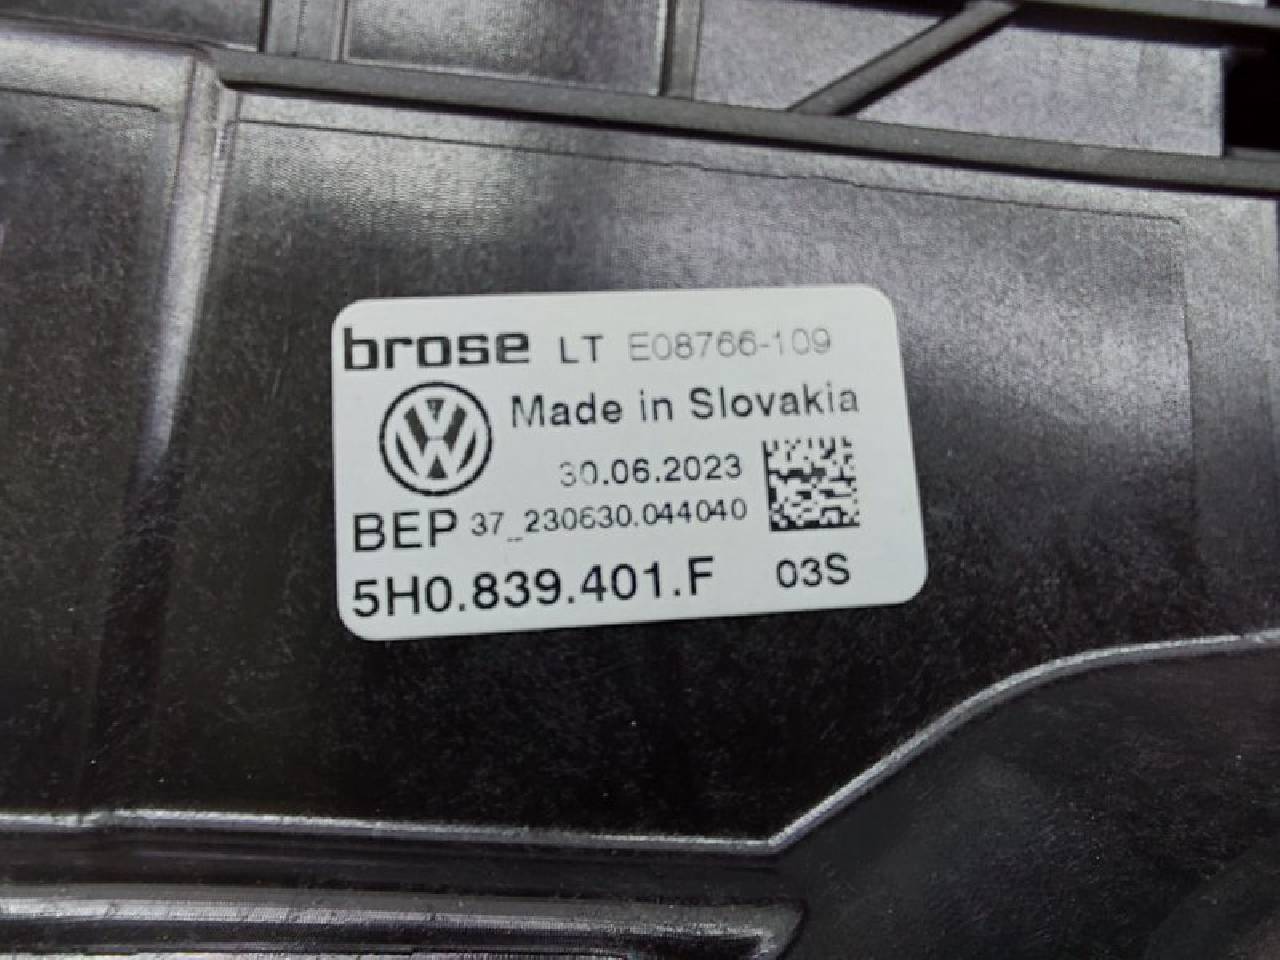 brose LT E08766-109
Made in Slovakia
30.06.2023
BEP 37_230630.044040
5H0.839.401.F 03S